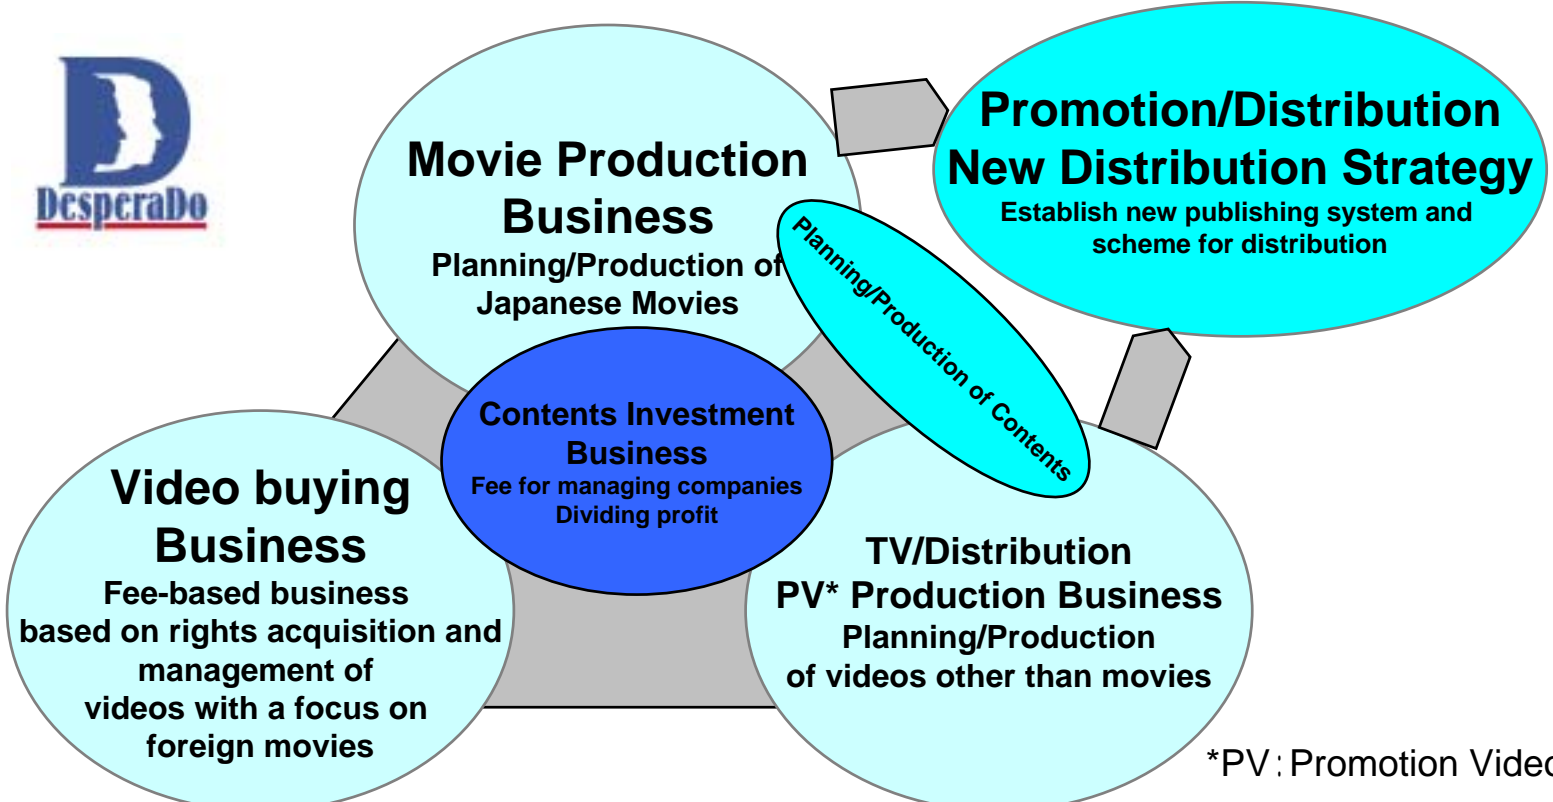 DesperaDo
Movie Production
Business
Planning/Production of
Japanese Movies
Promotion/Distribution
New Distribution Strategy
Establish new publishing system and
scheme for distribution
Planning/Production of Contents
Contents Investment
Business
Fee for managing companies
Dividing profit
Video buying
Business
Fee-based business
based on rights acquisition and
management of
videos with a focus on
foreign movies
TV/Distribution
PV* Production Business
Planning/Production
of videos other than movies
*PV:Promotion Video